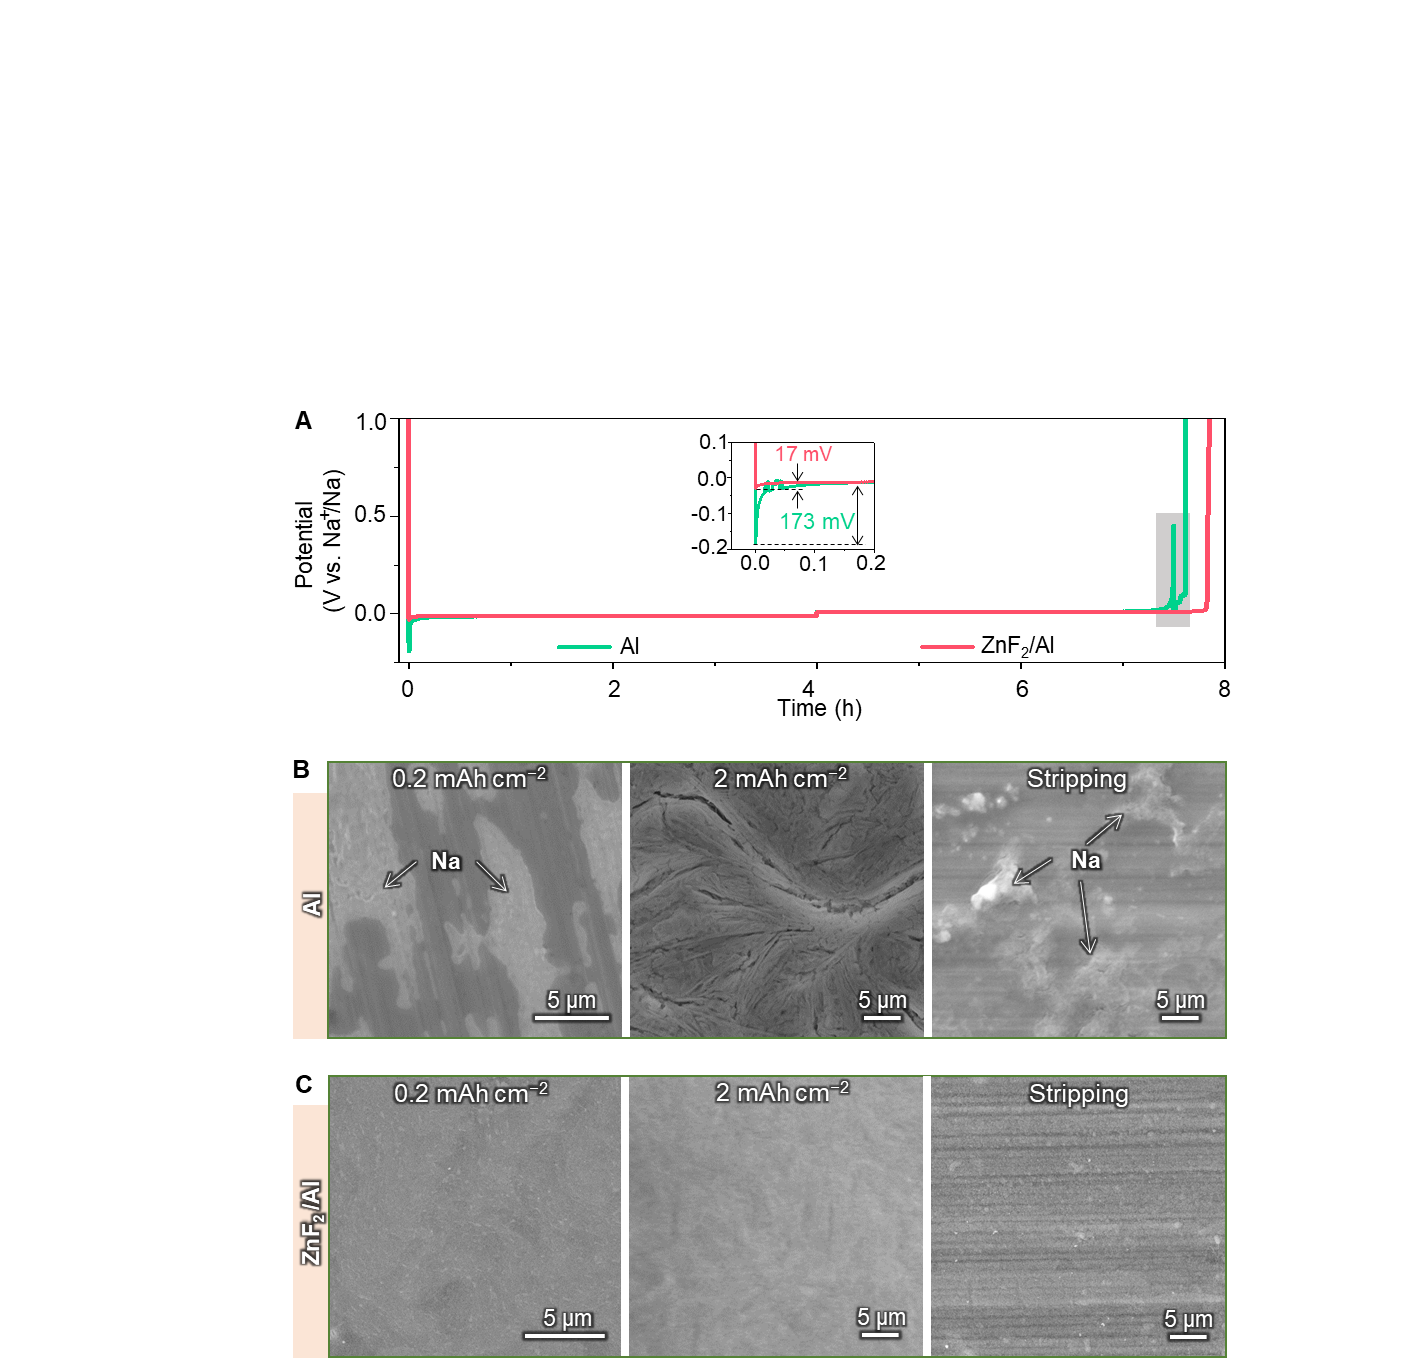 A
1.0
0.5
0.0
Potential
(V vs. Na⁺/Na)
0.1
0.0
-0.1
-0.2
17 mV
173 mV
0.0 0.1 0.2
Al
ZnF₂/Al
0 2 4 6 8
Time (h)
B
Al
0.2 mAh cm⁻²
Na
5 µm
2 mAh cm⁻²
5 µm
Stripping
Na
5 µm
C
ZnF₂/Al
0.2 mAh cm⁻²
5 µm
2 mAh cm⁻²
5 µm
Stripping
5 µm